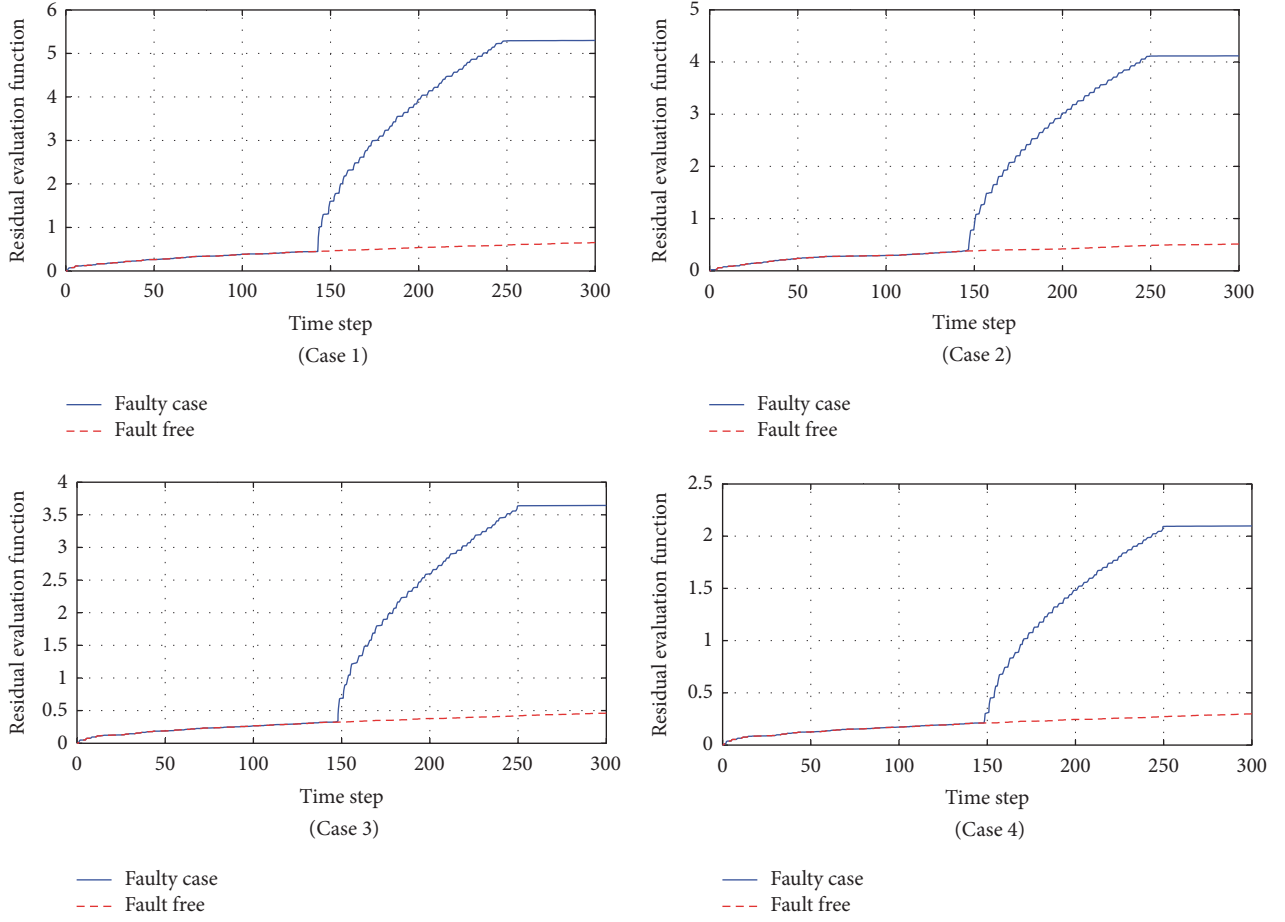 Residual evaluation function
6
5
4
3
2
1
0
0 50 100 150 200 250 300
Time step
(Case 1)
Faulty case
Fault free
Residual evaluation function
5
4
3
2
1
0
0 50 100 150 200 250 300
Time step
(Case 2)
Faulty case
Fault free
Residual evaluation function
4
3.5
3
2.5
2
1.5
1
0.5
0
0 50 100 150 200 250 300
Time step
(Case 3)
Faulty case
Fault free
Residual evaluation function
2.5
2
1.5
1
0.5
0
0 50 100 150 200 250 300
Time step
(Case 4)
Faulty case
Fault free